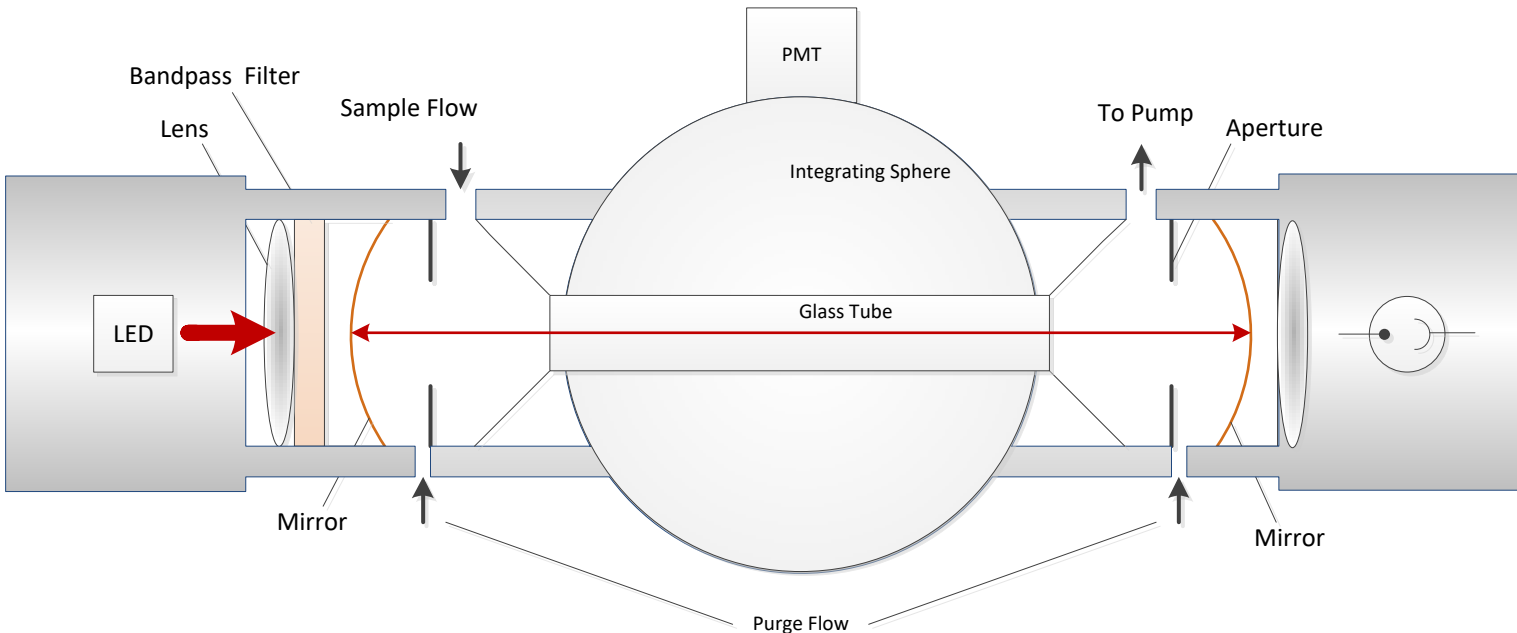 PMT
Bandpass Filter
Sample Flow
To Pump
Lens
Aperture
Integrating Sphere
Glass Tube
LED
Mirror
Mirror
Purge Flow